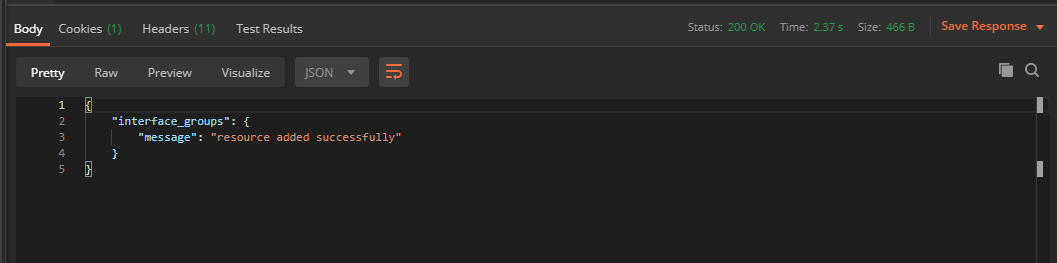 Body Cookies (1) Headers (11) Test Results Status: 200 OK Time: 2.37 s Size: 466 B Save Response
Pretty Raw Preview Visualize JSON
1 {
2 "interface_groups": {
3 "message": "resource added successfully"
4 }
5 }